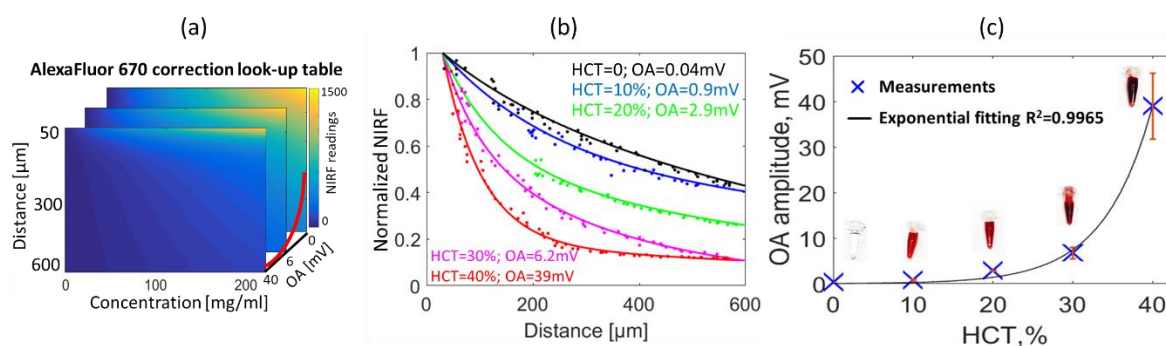 (a)
AlexaFluor 670 correction look-up table
1500
NIRF readings
0
50
300
600
Distance [µm]
0
100
200
Concentration [mg/ml]
40
6
0
OA [mV]
(b)
1
0.8
0.6
0.4
0.2
0
Normalized NIRF
HCT=0; OA=0.04mV
HCT=10%; OA=0.9mV
HCT=20%; OA=2.9mV
HCT=30%; OA=6.2mV
HCT=40%; OA=39mV
200
400
600
Distance [µm]
(c)
50
40
30
20
10
5
0
OA amplitude, mV
Measurements
Exponential fitting R²=0.9965
0
10
20
30
40
HCT,%